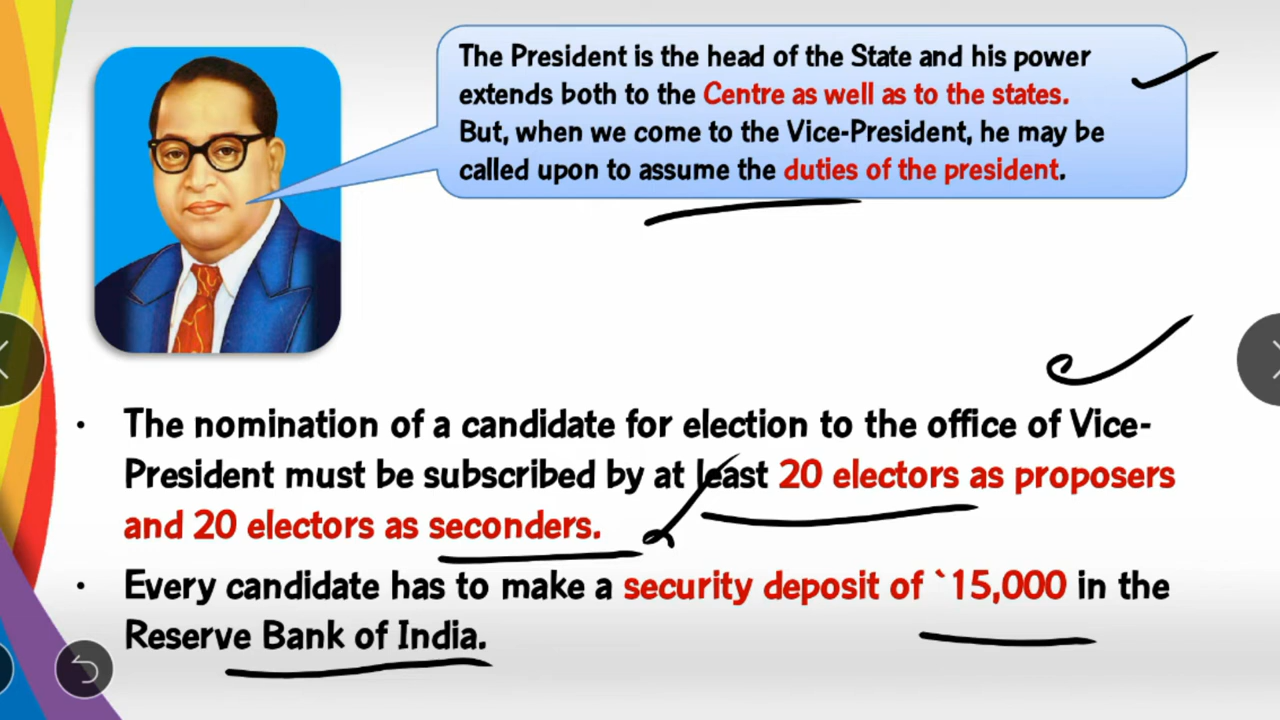 The President is the head of the State and his power
extends both to the Centre as well as to the states.
But, when we come to the Vice-President, he may be
called upon to assume the duties of the president.
• The nomination of a candidate for election to the office of Vice-
President must be subscribed by at least 20 electors as proposers
and 20 electors as seconders.
• Every candidate has to make a security deposit of `15,000 in the
Reserve Bank of India.